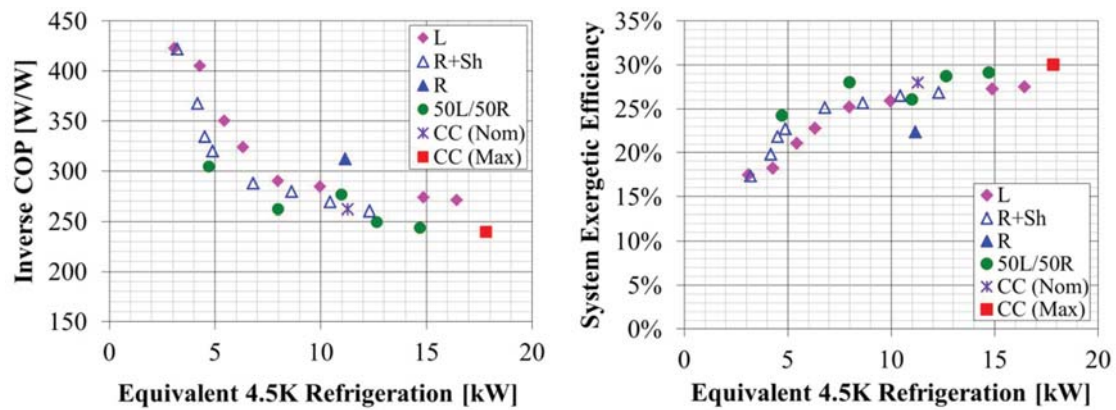 450
400
350
300
250
200
150
0
5
10
15
20
Inverse COP [W/W]
Equivalent 4.5K Refrigeration [kW]
L
R+Sh
R
50L/50R
CC (Nom)
CC (Max)
35%
30%
25%
20%
15%
10%
5%
0%
0
5
10
15
20
System Exergetic Efficiency
Equivalent 4.5K Refrigeration [kW]
L
R+Sh
R
50L/50R
CC (Nom)
CC (Max)